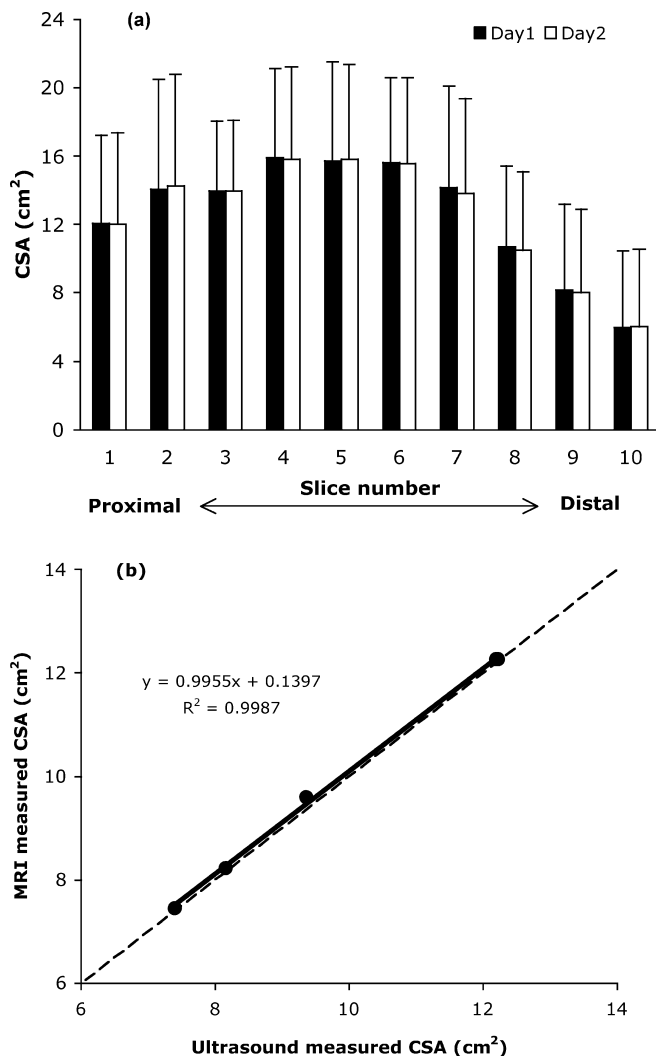 (a)
Day1 Day2
24
20
16
12
8
4
0
CSA (cm²)
1 2 3 4 5 6 7 8 9 10
Slice number
Proximal Distal
(b)
14
12
10
8
6
MRI measured CSA (cm²)
y = 0.9955x + 0.1397
R² = 0.9987
6 8 10 12 14
Ultrasound measured CSA (cm²)